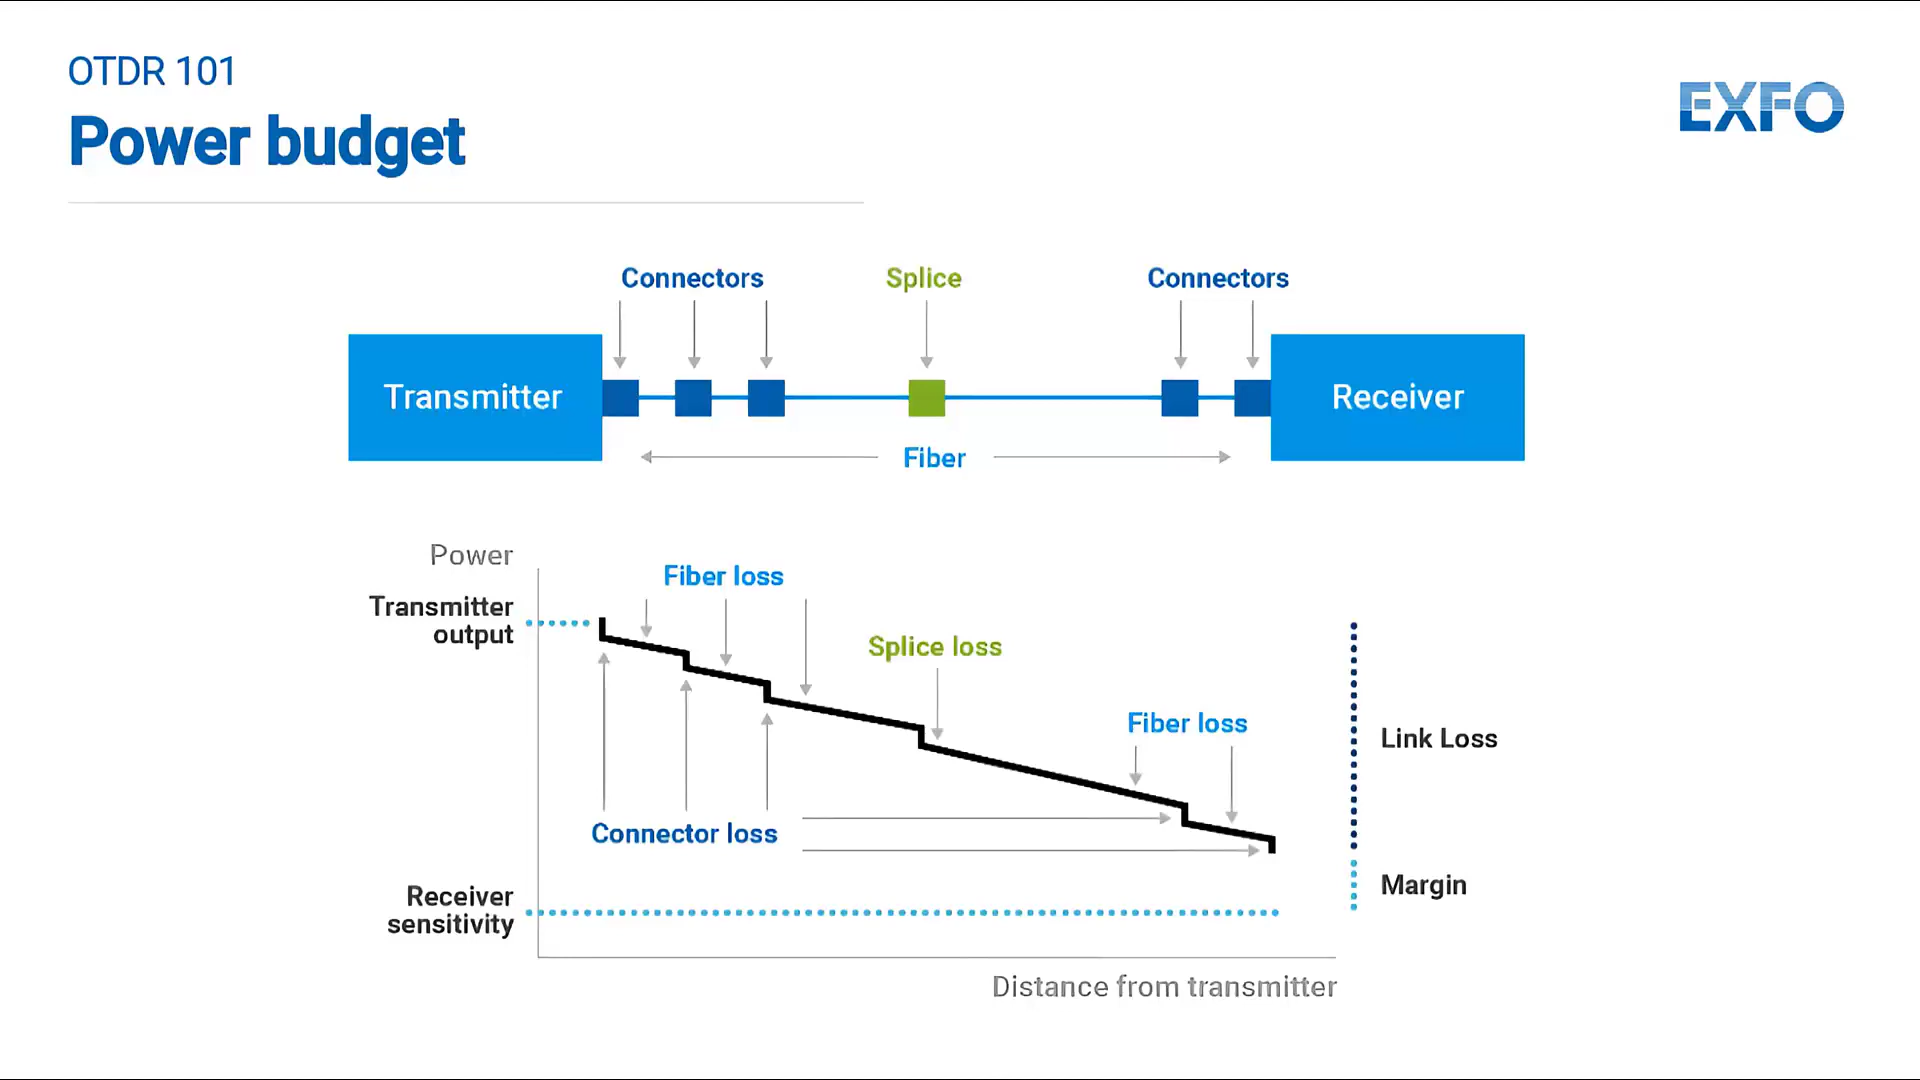 OTDR 101
EXFO
Power budget
Connectors
Splice
Connectors
Transmitter
Receiver
Fiber
Power
Fiber loss
Transmitter
output
Splice loss
Fiber loss
Link Loss
Connector loss
Margin
Receiver
sensitivity
Distance from transmitter